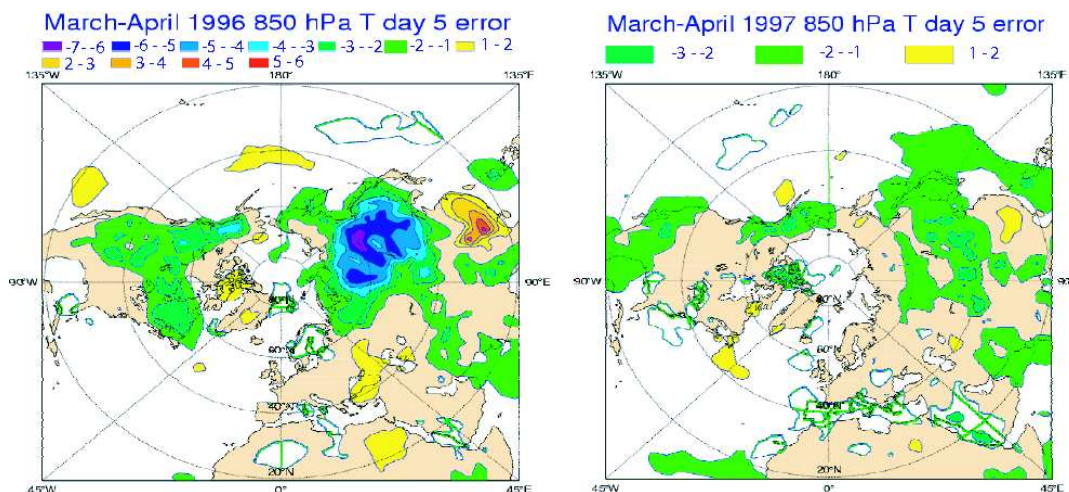 March-April 1996 850 hPa T day 5 error
-7--6 -6--5 -5--4 -4--3 -3--2 -2--1 1-2
2-3 3-4 4-5 5-6
135°W 180° 135°E
90°W 90°E
80°N
60°N
40°N
20°N
45°W 0° 45°E
March-April 1997 850 hPa T day 5 error
-3--2 -2--1 1-2
135°W 180° 135°E
90°W 90°
80°N
60°N
40°N
20°N
45°W 0° 45°E